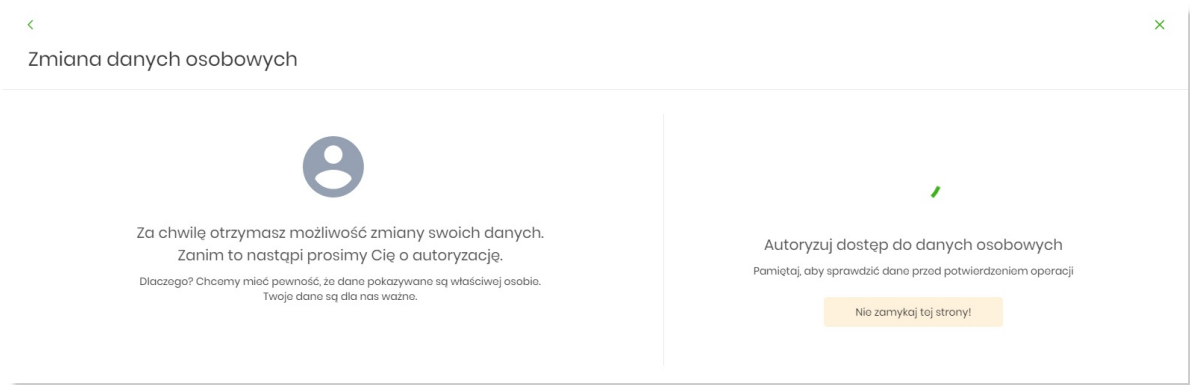 Zmiana danych osobowych
Za chwilę otrzymasz możliwość zmiany swoich danych.
Zanim to nastąpi prosimy Cię o autoryzację.
Dlaczego? Chcemy mieć pewność, że dane pokazywane są właściwej osobie.
Twoje dane są dla nas ważne.
Autoryzuj dostęp do danych osobowych
Pamiętaj, aby sprawdzić dane przed potwierdzeniem operacji
Nie zamykaj tej strony!